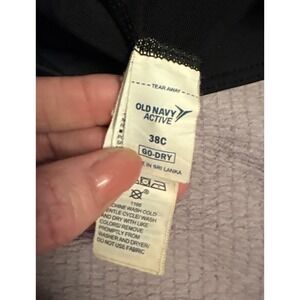 TEAR AWAY
OLD NAVY
ACTIVE
38C
GO-DRY
IN SRI LANKA
MACHINE WASH COLD
GENTLE CYCLE/WASH
AND DRY WITH LIKE
COLORS/REMOVE
PROMPTLY FROM
WASHER AND DRYER/
DO NOT USE FABRIC